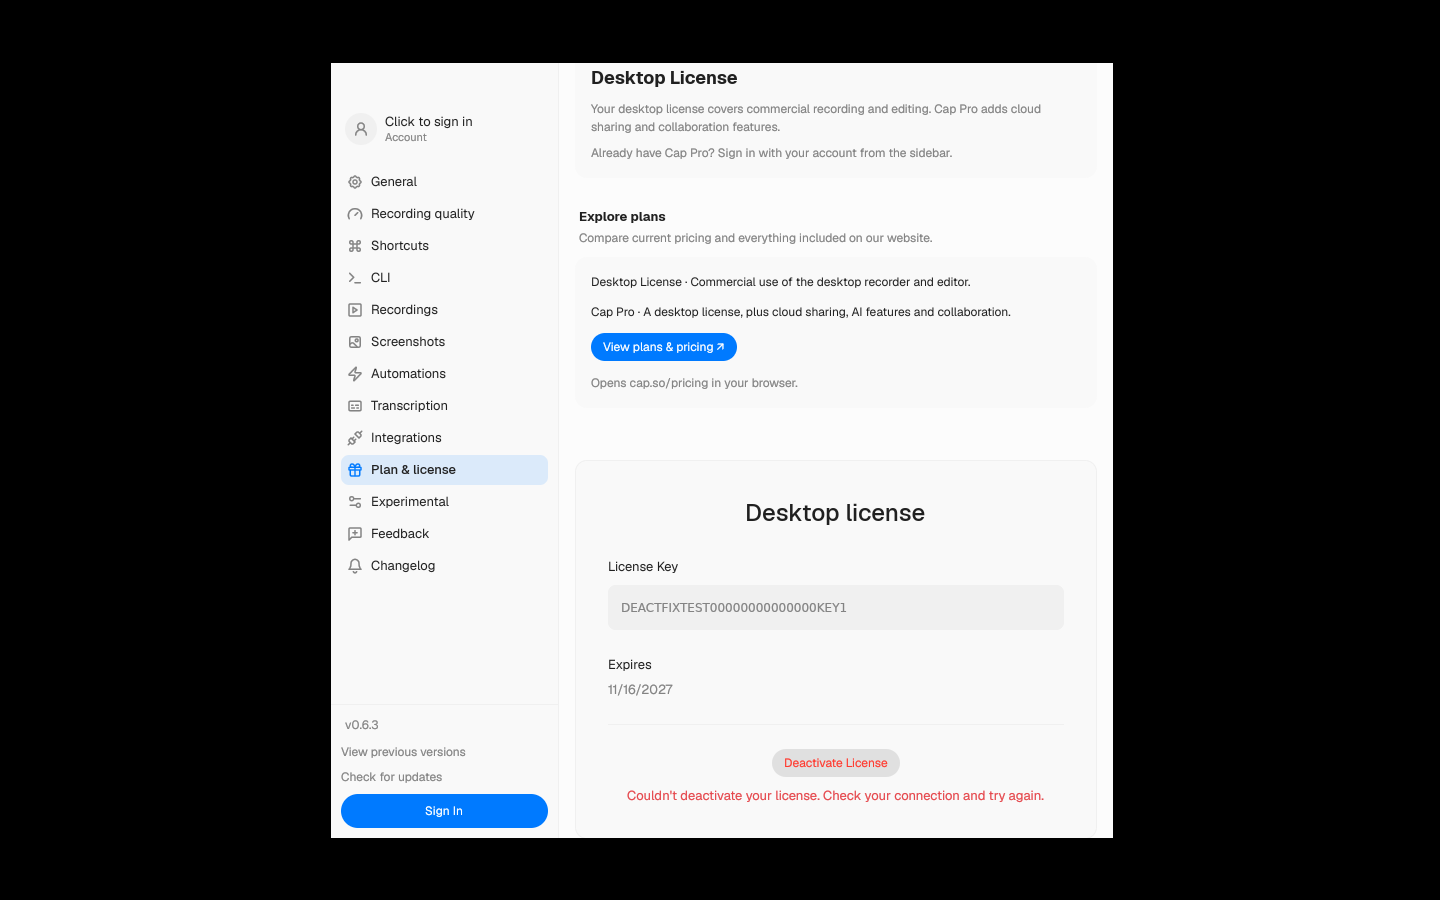 Click to sign in
Account
General
Recording quality
Shortcuts
CLI
Recordings
Screenshots
Automations
Transcription
Integrations
Plan & license
Experimental
Feedback
Changelog
v0.6.3
View previous versions
Check for updates
Sign In
Desktop License
Your desktop license covers commercial recording and editing. Cap Pro adds cloud
sharing and collaboration features.
Already have Cap Pro? Sign in with your account from the sidebar.
Explore plans
Compare current pricing and everything included on our website.
Desktop License · Commercial use of the desktop recorder and editor.
Cap Pro · A desktop license, plus cloud sharing, AI features and collaboration.
View plans & pricing ↗
Opens cap.so/pricing in your browser.
Desktop license
License Key
DEACTFIXTEST00000000000000KEY1
Expires
11/16/2027
Deactivate License
Couldn't deactivate your license. Check your connection and try again.